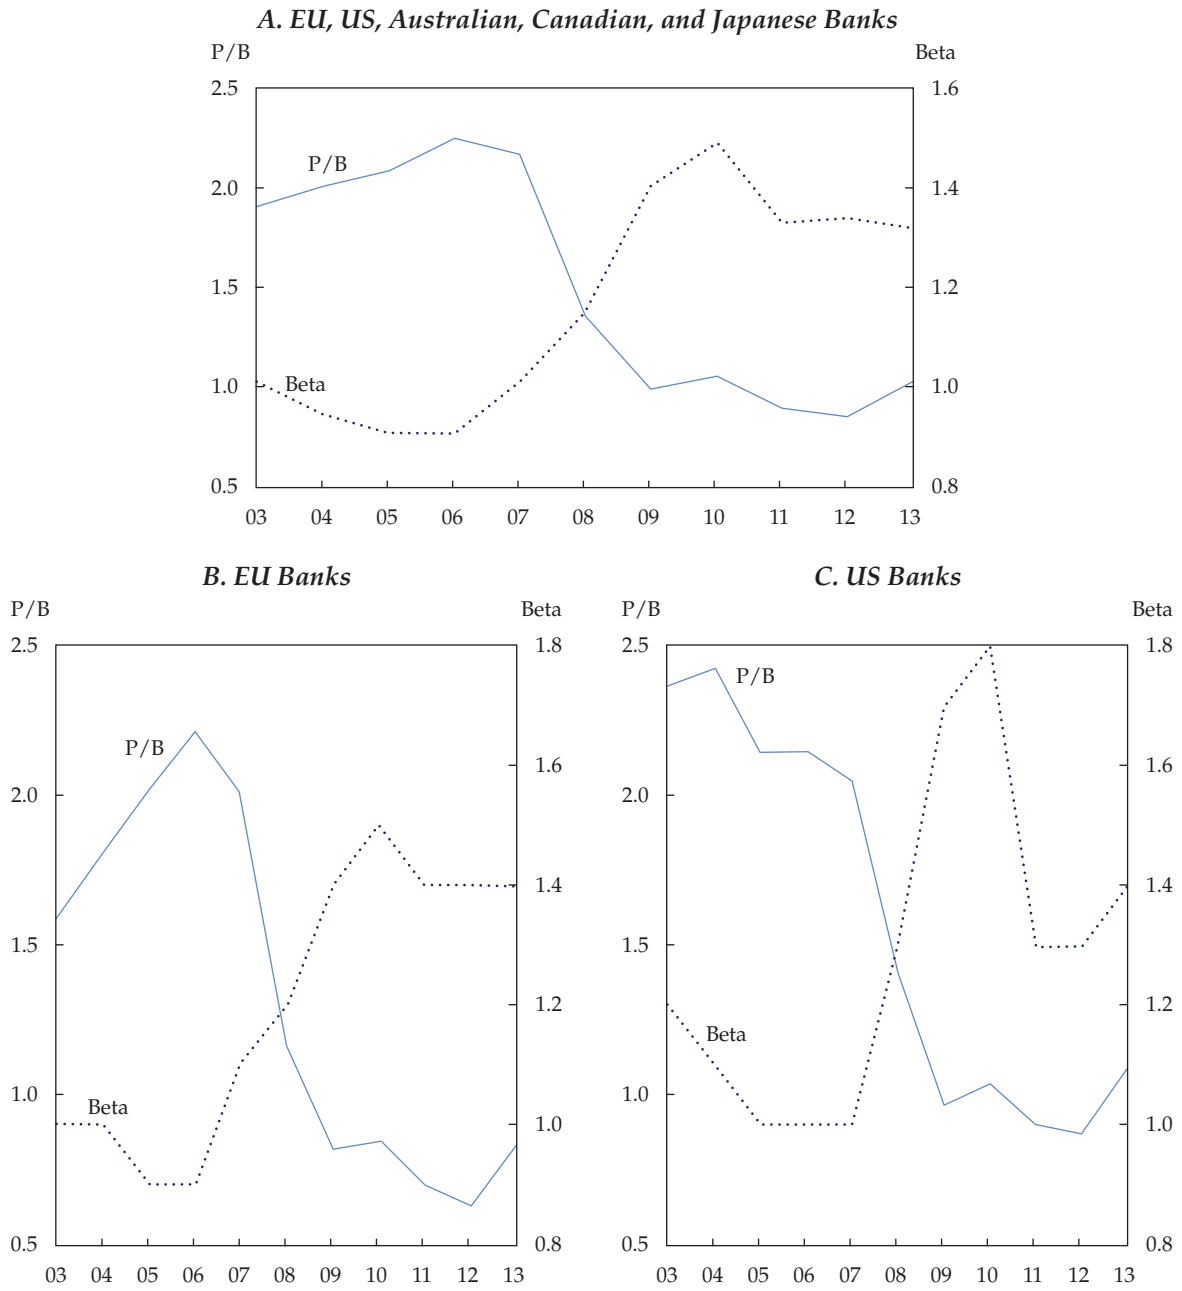 A. EU, US, Australian, Canadian, and Japanese Banks
P/B Beta
2.5 1.6
P/B
2.0 1.4
1.5 1.2
1.0 Beta 1.0
0.5 0.8
03 04 05 06 07 08 09 10 11 12 13
B. EU Banks
P/B Beta
2.5 1.8
P/B
1.6
2.0
1.4
1.5
1.2
1.0
Beta 1.0
0.5 0.8
03 04 05 06 07 08 09 10 11 12 13
C. US Banks
P/B Beta
2.5 1.8
P/B
1.6
2.0
1.4
1.5
1.2
Beta
1.0
1.0
0.5 0.8
03 04 05 06 07 08 09 10 11 12 13